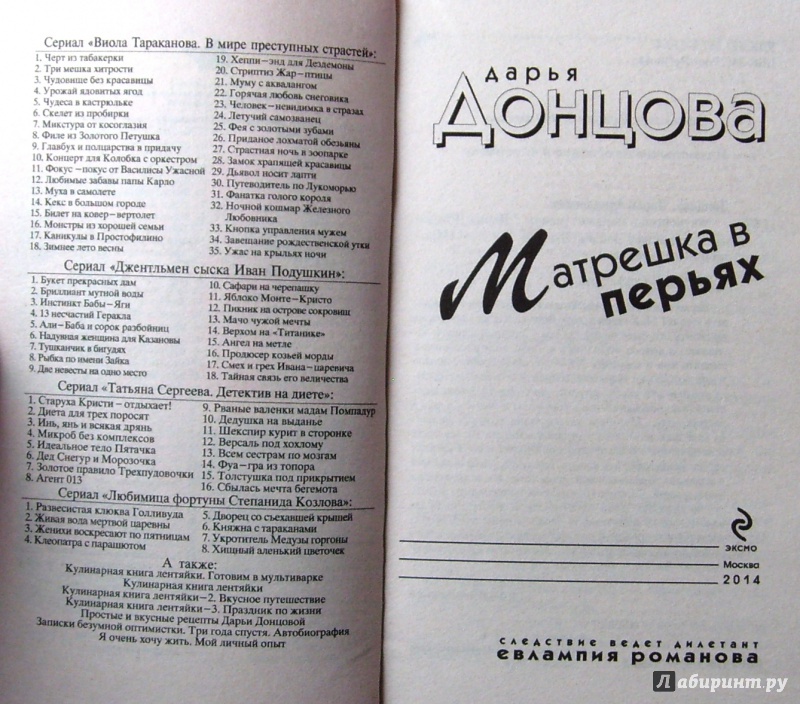 Сериал «Виола Тараканова. В мире преступных страстей»:
1. Черт из табакерки
2. Три мешка хитрости
3. Чудовище без красавицы
4. Урожай ядовитых ягод
5. Чудеса в кастрюльке
6. Скелет из пробирки
7. Микстура от косоглазия
8. Филе из Золотого Петушка
9. Главбух и полцарства в придачу
10. Концерт для Колобка с оркестром
11. Фокус-покус от Василисы Ужасной
12. Любимые забавы папы Карло
13. Муха в самолете
14. Кекс в большом городе
15. Билет на ковер-вертолет
16. Монстры из хорошей семьи
17. Каникулы в Простофилино
18. Зимнее лето весны
19. Хеппи-энд для Дездемоны
20. Стриптиз Жар-птицы
21. Муму с аквалангом
22. Горячая любовь снеговика
23. Человек-невидимка в стразах
24. Летучий самозванец
25. Фея с золотыми зубами
26. Приданое лохматой обезьяны
27. Страстная ночь в зоопарке
28. Замок храпящей красавицы
29. Дьявол носит лапти
30. Путеводитель по Лукоморью
31. Фанатка голого короля
32. Ночной кошмар Железного
Любовника
33. Кнопка управления мужем
34. Завещание рождественской утки
35. Ужас на крыльях ночи
Сериал «Джентльмен сыска Иван Подушкин»:
1. Букет прекрасных дам
2. Бриллиант мутной воды
3. Инстинкт Бабы-Яги
4. 13 несчастий Геракла
5. Али-Баба и сорок разбойниц
6. Надувная женщина для Казановы
7. Тушканчик в бигудях
8. Рыбка по имени Зайка
9. Две невесты на одно место
10. Сафари на черепашку
11. Яблоко Монте-Кристо
12. Пикник на острове сокровищ
13. Мачо чужой мечты
14. Верхом на «Титанике»
15. Ангел на метле
16. Продюсер козьей морды
17. Смех и грех Ивана-царевича
18. Тайная связь его величества
Сериал «Татьяна Сергеева. Детектив на диете»:
1. Старуха Кристи – отдыхает!
2. Диета для трех поросят
3. Инь, янь и всякая дрянь
4. Микроб без комплексов
5. Идеальное тело Пятачка
6. Дед Снегур и Морозочка
7. Золотое правило Трехпудовочки
8. Агент 013
9. Рваные валенки мадам Помпадур
10. Дедушка на выданье
11. Шекспир курит в сторонке
12. Версаль под хохлому
13. Всем сестрам по мозгам
14. Фуа-гра из топора
15. Толстушка под прикрытием
16. Сбылась мечта бегемота
Сериал «Любимица фортуны Степанида Козлова»:
1. Развесистая клюква Голливуда
2. Живая вода мертвой царевны
3. Женихи воскресают по пятницам
4. Клеопатра с парашютом
5. Дворец со съехавшей крышей
6. Княжна с тараканами
7. Укротитель Медузы горгоны
8. Хищный аленький цветочек
А также:
Кулинарная книга лентяйки. Готовим в мультиварке
Кулинарная книга лентяйки
Кулинарная книга лентяйки-2. Вкусное путешествие
Кулинарная книга лентяйки-3. Праздник по жизни
Простые и вкусные рецепты Дарьи Донцовой
Записки безумной оптимистки. Три года спустя. Автобиография
Я очень хочу жить. Мой личный опыт
дарья
Донцова
Матрешка в
перьях
эксмо
Москва
2014
следствие ведет дилетант
евлампия романова
Лабиринт.ру